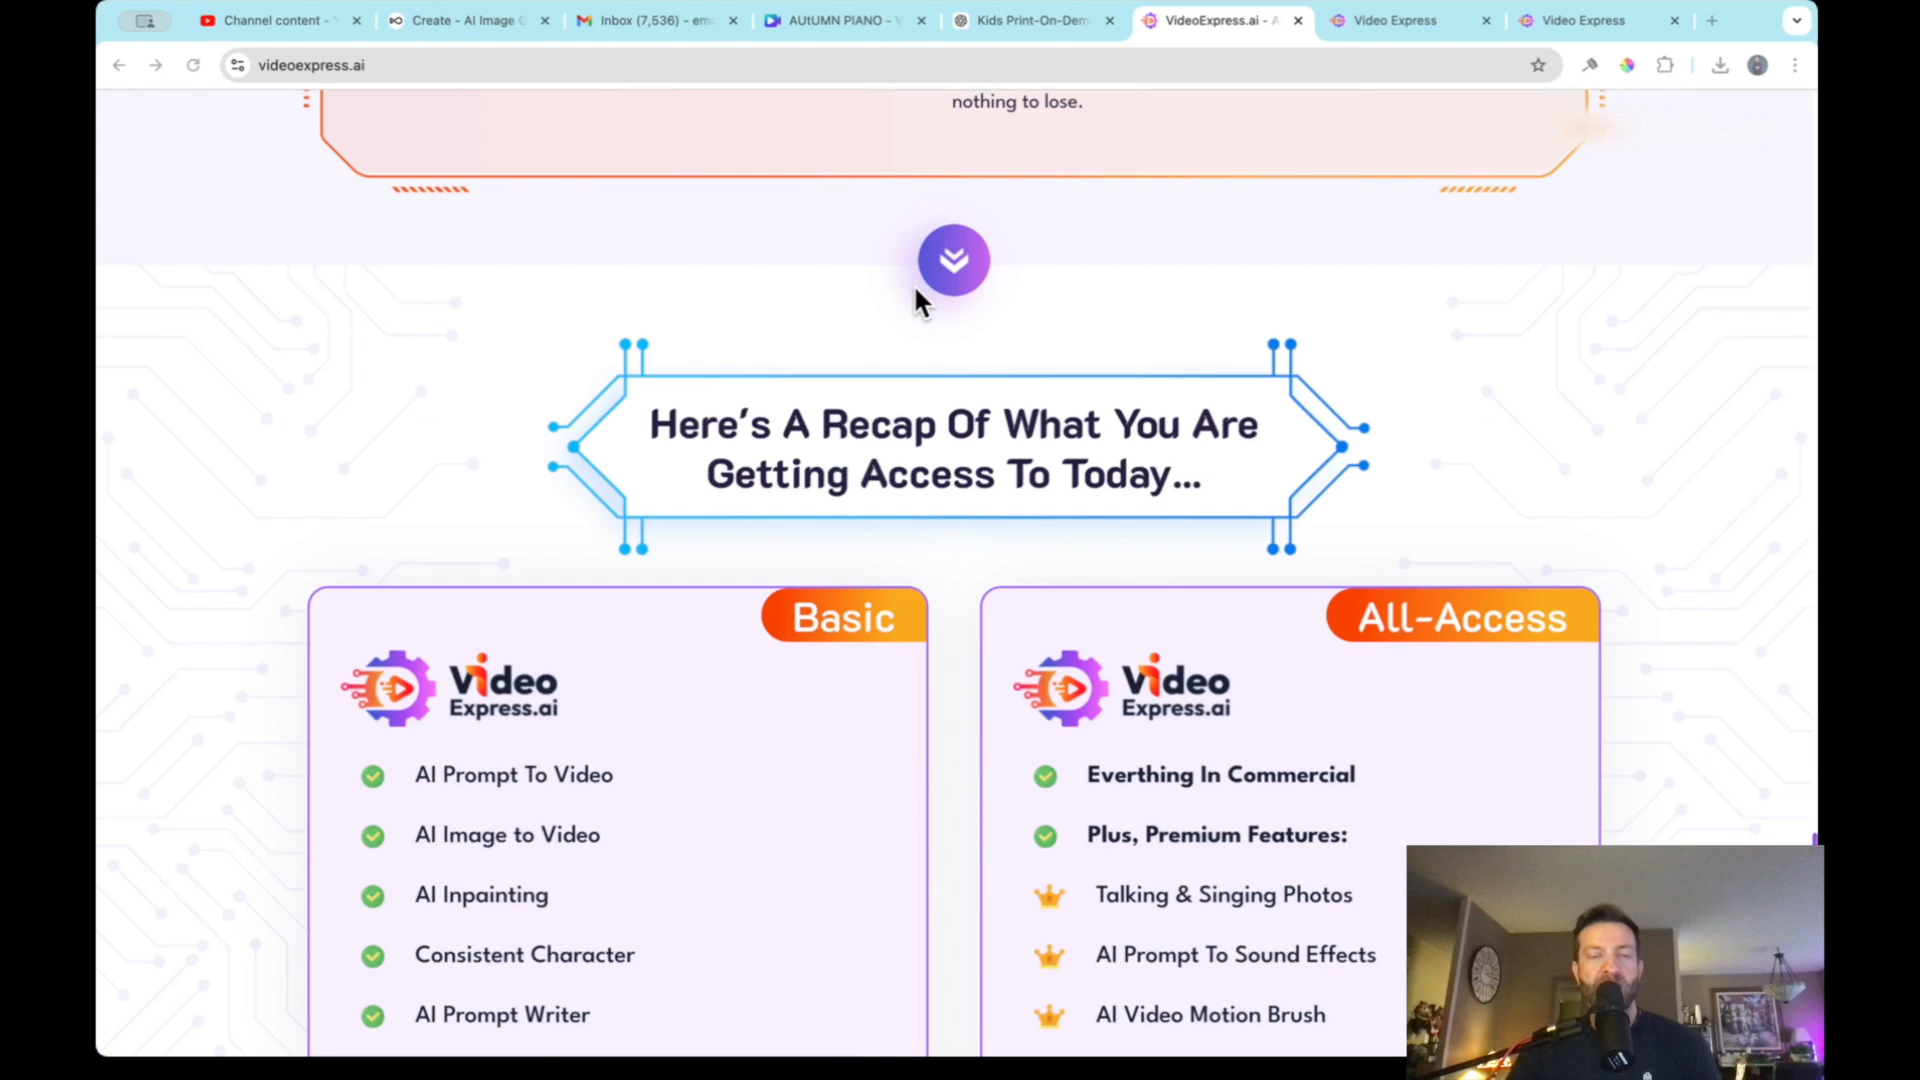 Channel content -
Create - AI Image G
Inbox (7,536) - em
AUtUMN PIANO - V
Kids Print-On-Dem
VideoExpress.ai - A
Video Express
Video Express
videoexpress.ai
nothing to lose.
Here's A Recap Of What You Are
Getting Access To Today...
Basic
Video
Express.ai
AI Prompt To Video
AI Image to Video
AI Inpainting
Consistent Character
AI Prompt Writer
All-Access
Video
Express.ai
Everthing In Commercial
Plus, Premium Features:
Talking & Singing Photos
AI Prompt To Sound Effects
AI Video Motion Brush